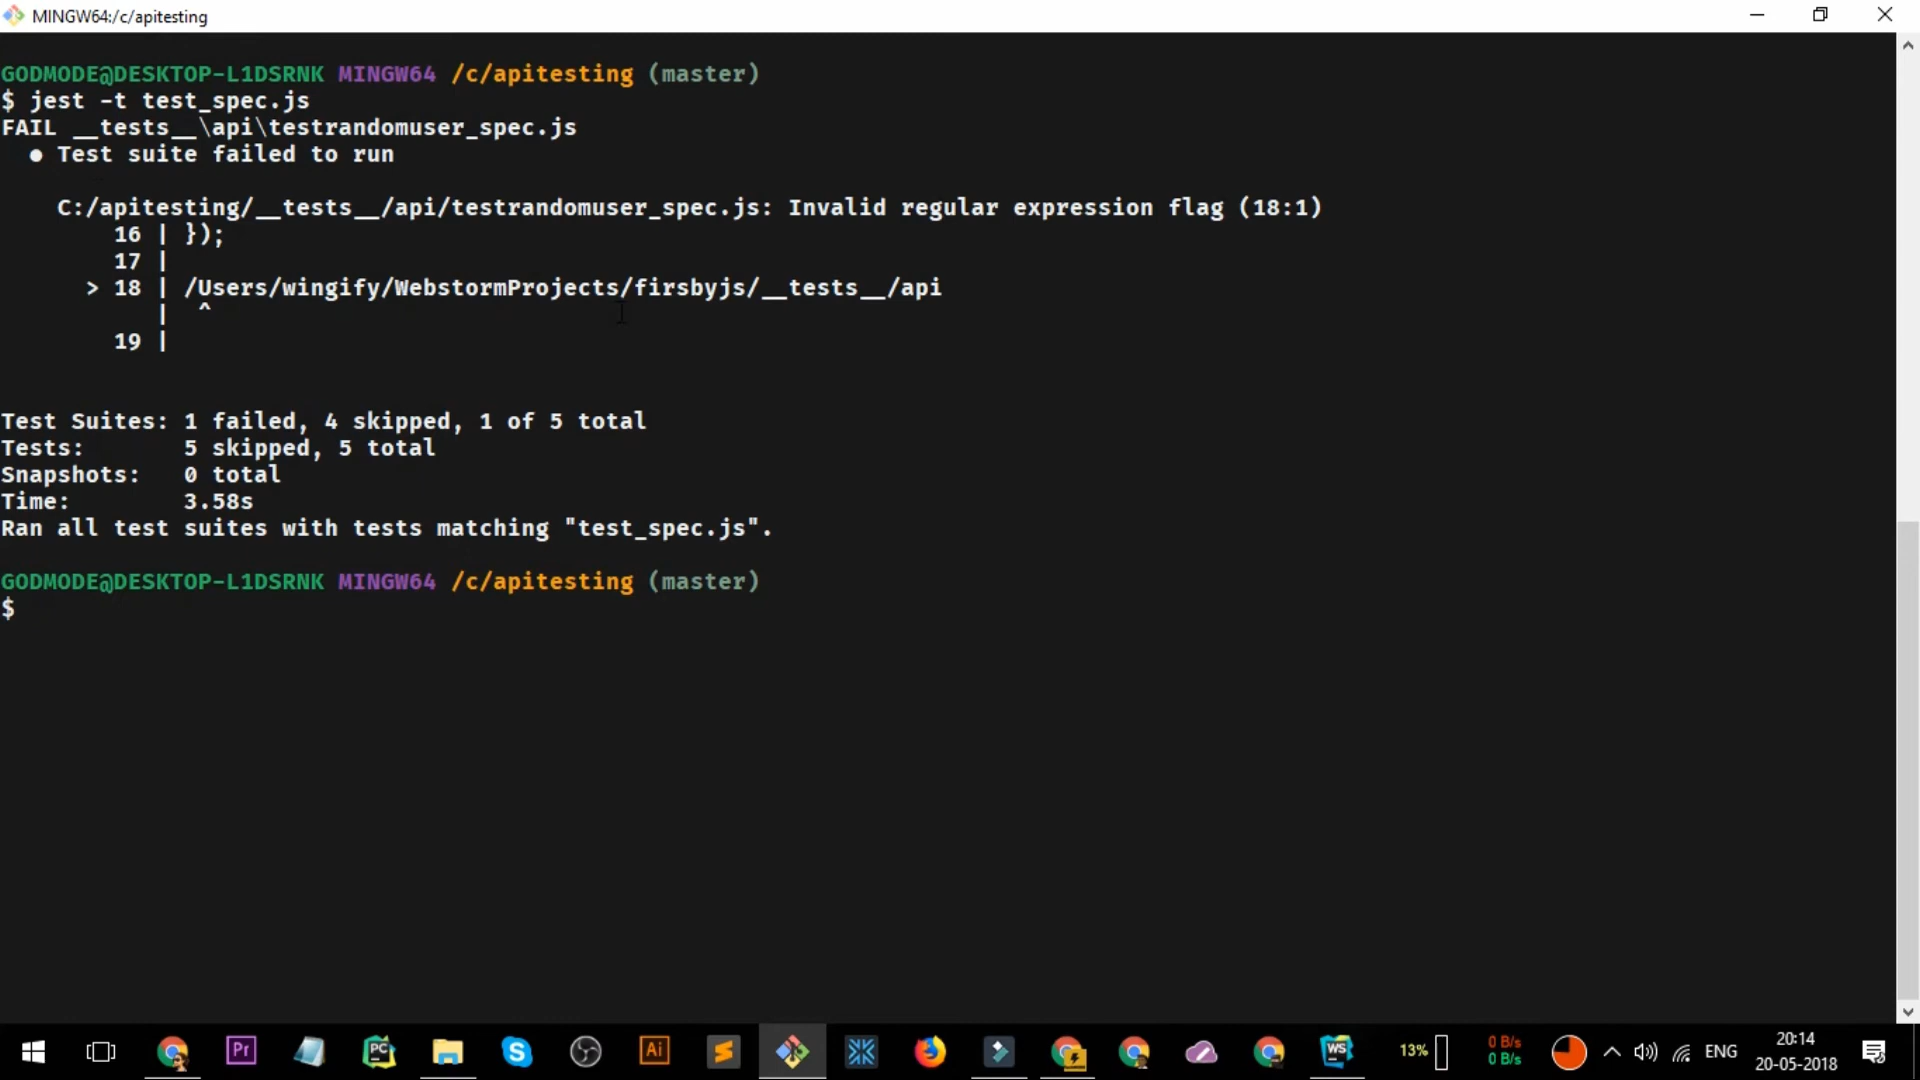 MINGW64:/c/apitesting
GODMODE@DESKTOP-L1DSRNK MINGW64 /c/apitesting (master)
$ jest -t test_spec.js
FAIL __tests__\api\testrandomuser_spec.js
● Test suite failed to run
C:/apitesting/__tests__/api/testrandomuser_spec.js: Invalid regular expression flag (18:1)
16 | });
17 |
> 18 | /Users/wingify/WebstormProjects/firsbyjs/__tests__/api
| ^
19 |
Test Suites: 1 failed, 4 skipped, 1 of 5 total
Tests: 5 skipped, 5 total
Snapshots: 0 total
Time: 3.58s
Ran all test suites with tests matching "test_spec.js".
GODMODE@DESKTOP-L1DSRNK MINGW64 /c/apitesting (master)
$
Pr
PC
Ai
WS
13%
0 B/s
0 B/s
ENG
20:14
20-05-2018